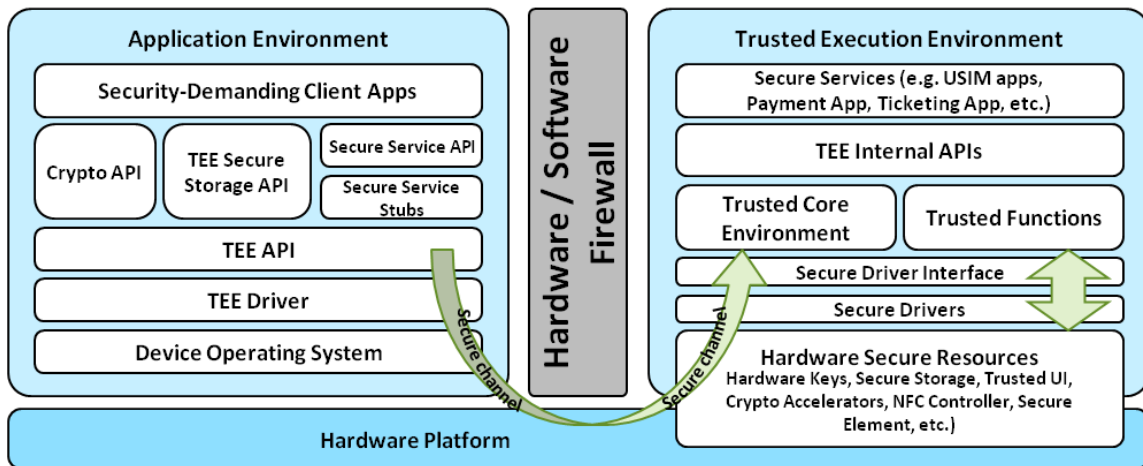 Application Environment
Security-Demanding Client Apps
Crypto API
TEE Secure
Storage API
Secure Service API
Secure Service
Stubs
TEE API
TEE Driver
Device Operating System
Secure channel
Hardware / Software
Firewall
Trusted Execution Environment
Secure Services (e.g. USIM apps,
Payment App, Ticketing App, etc.)
TEE Internal APIs
Trusted Core
Environment
Trusted Functions
Secure Driver Interface
Secure Drivers
Secure channel
Hardware Secure Resources
Hardware Keys, Secure Storage, Trusted UI,
Crypto Accelerators, NFC Controller, Secure
Element, etc.)
Hardware Platform